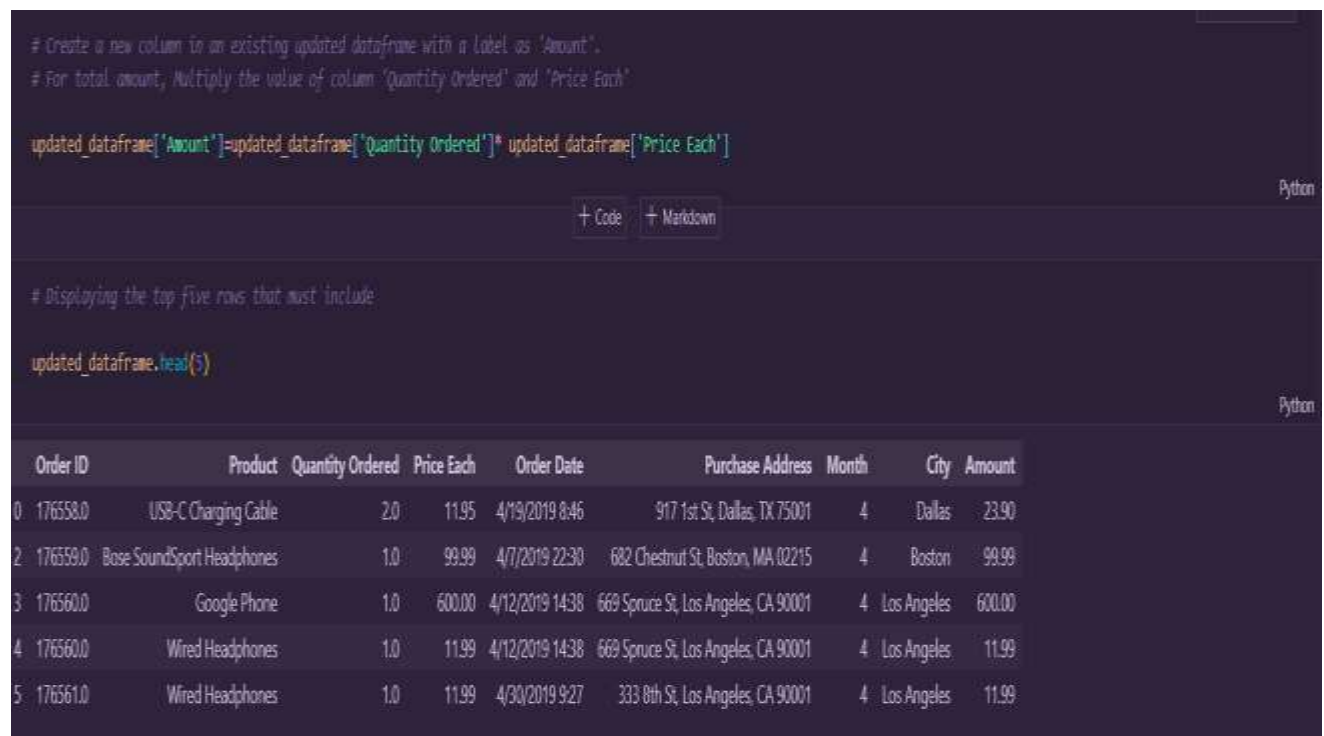 # Create a new column in an existing updated dataframe with a label as 'Amount'.
# For total amount, Multiply the value of column 'Quantity Ordered' and 'Price Each'
updated_dataframe['Amount']=updated_dataframe['Quantity Ordered']* updated_dataframe['Price Each']
Python
+ Code + Markdown
# Displaying the top five rows that must include
updated_dataframe.head(5)
Python
Order ID Product Quantity Ordered Price Each Order Date Purchase Address Month City Amount
0 176558.0 USB-C Charging Cable 2.0 11.95 4/19/2019 8:46 917 1st St, Dallas, TX 75001 4 Dallas 23.90
2 176559.0 Bose SoundSport Headphones 1.0 99.99 4/7/2019 22:30 682 Chestnut St, Boston, MA 02215 4 Boston 99.99
3 176560.0 Google Phone 1.0 600.00 4/12/2019 14:38 669 Spruce St, Los Angeles, CA 90001 4 Los Angeles 600.00
4 176560.0 Wired Headphones 1.0 11.99 4/12/2019 14:38 669 Spruce St, Los Angeles, CA 90001 4 Los Angeles 11.99
5 176561.0 Wired Headphones 1.0 11.99 4/30/2019 9:27 333 8th St, Los Angeles, CA 90001 4 Los Angeles 11.99